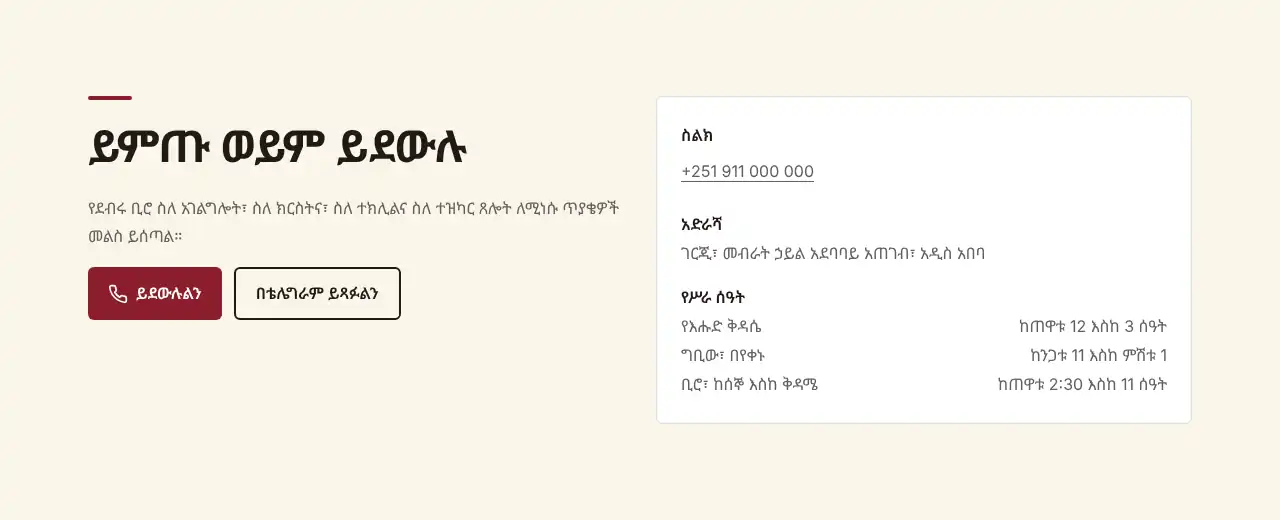 ይምጡ ወይም ይደውሉ
የደብሩ ቢሮ ስለ አገልግሎት፣ ስለ ክርስትና፣ ስለ ተክሊልና ስለ ተዝካር ጸሎት ለሚነሱ ጥያቄዎች
መልስ ይሰጣል።
ይደውሉልን
በቴሌግራም ይጻፉልን
ስልክ
+251 911 000 000
አድራሻ
ገርጂ፣ መብራት ኃይል አደባባይ አጠገብ፣ አዲስ አበባ
የሥራ ሰዓት
የእሑድ ቅዳሴ ከጠዋቱ 12 እስከ 3 ሰዓት
ግቢው፣ በየቀኑ ከንጋቱ 11 እስከ ምሽቱ 1
ቢሮ፣ ከሰኞ እስከ ቅዳሜ ከጠዋቱ 2:30 እስከ 11 ሰዓት